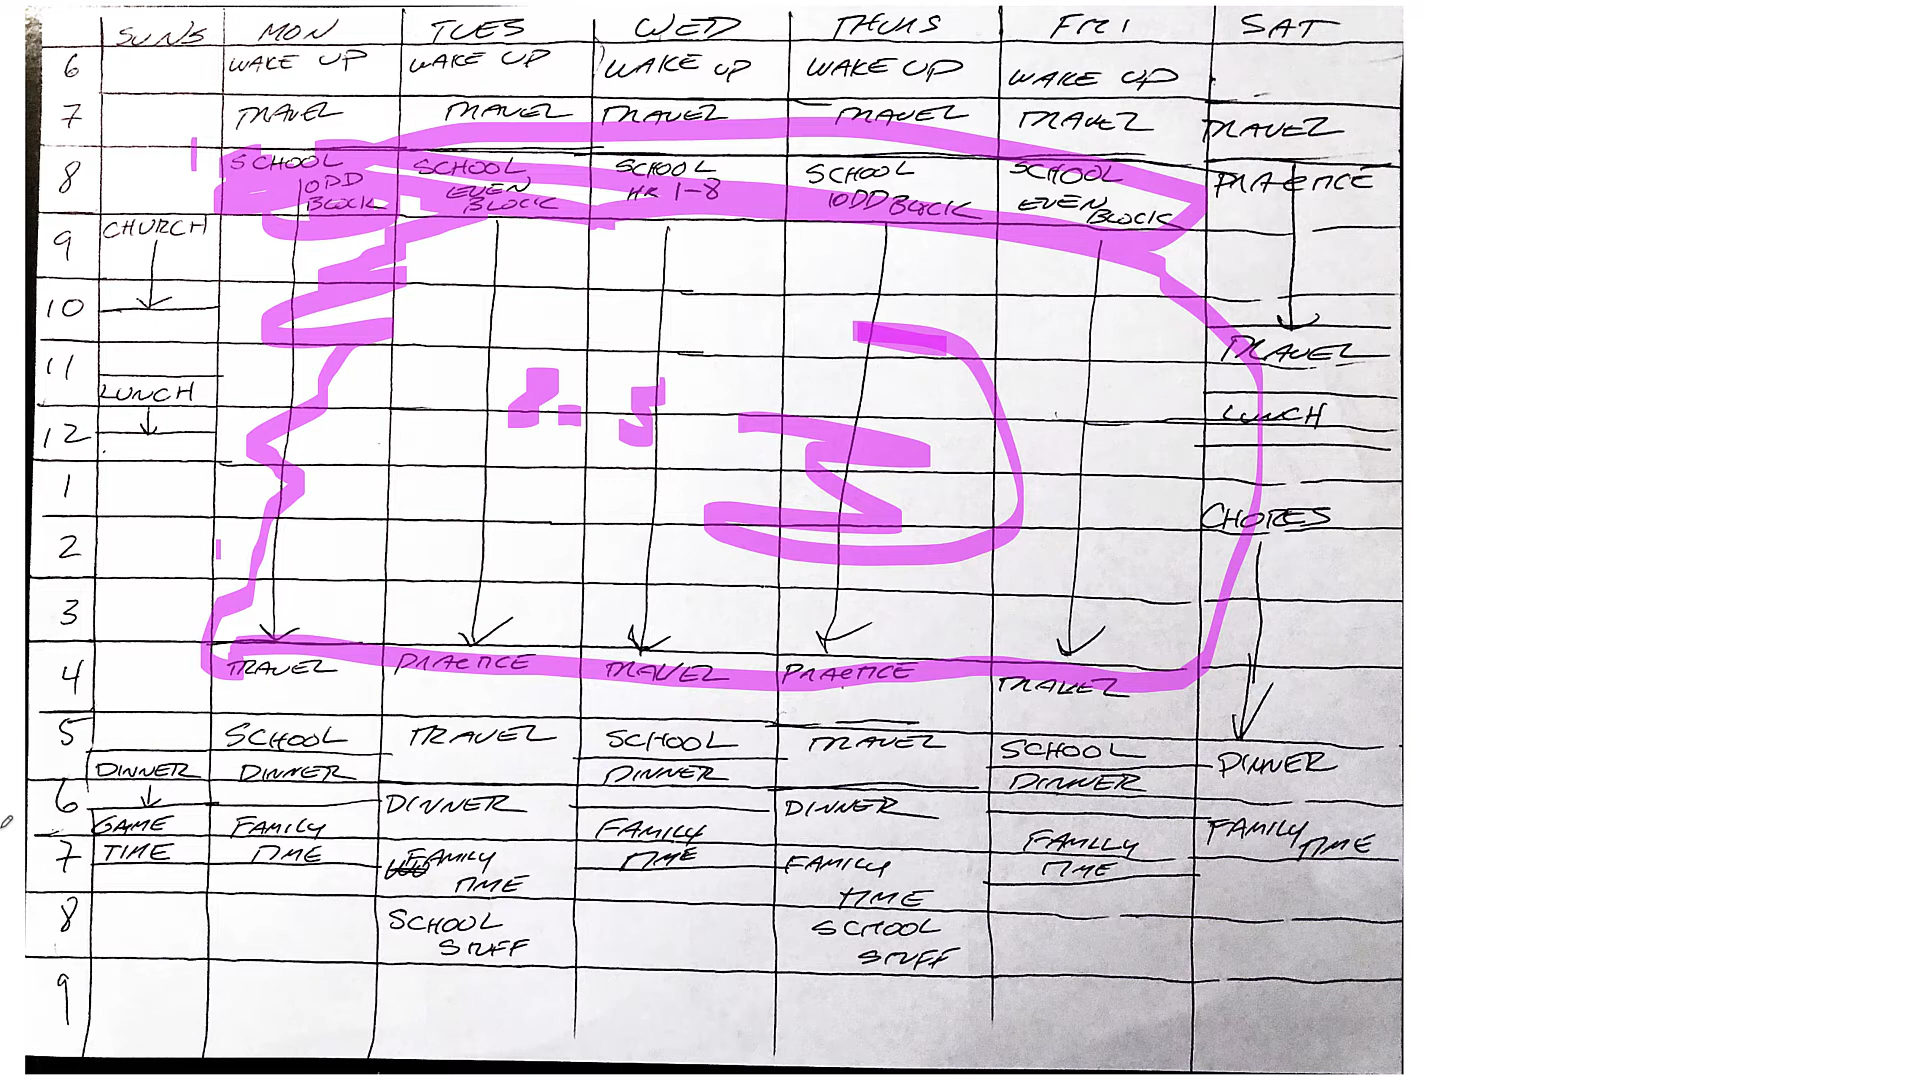 SUNS MON TUES WED THURS FRI SAT
6 WAKE UP WAKE UP WAKE UP WAKE UP WAKE UP
7 TRAVEL TRAVEL TRAVEL TRAVEL TRAVEL TRAVEL
8 SCHOOL SCHOOL SCHOOL SCHOOL SCHOOL PRACTICE
ODD EVEN HR 1-8 ODD BLOCK EVEN
BLOCK BLOCK BLOCK
9 CHURCH
10
11 TRAVEL
LUNCH LUNCH
12
1
CHORES
2
3
4 TRAVEL PRACTICE TRAVEL PRACTICE TRAVEL
5 SCHOOL TRAVEL SCHOOL TRAVEL SCHOOL DINNER
DINNER DINNER DINNER DINNER
6 DINNER DINNER
GAME FAMILY FAMILY FAMILY FAMILY TIME
7 TIME TIME FAMILY TIME FAMILY TIME
TIME TIME
8 SCHOOL SCHOOL
STUFF STUFF
9